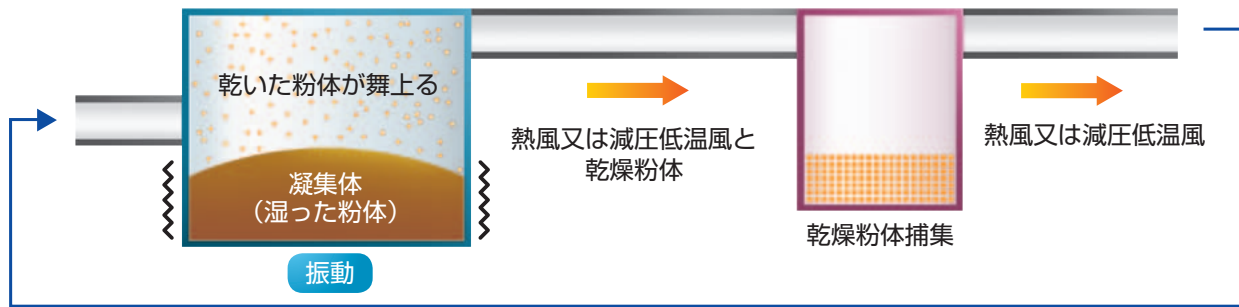 乾いた粉体が舞上る
凝集体
（湿った粉体）
振動
熱風又は減圧低温風と
乾燥粉体
乾燥粉体捕集
熱風又は減圧低温風